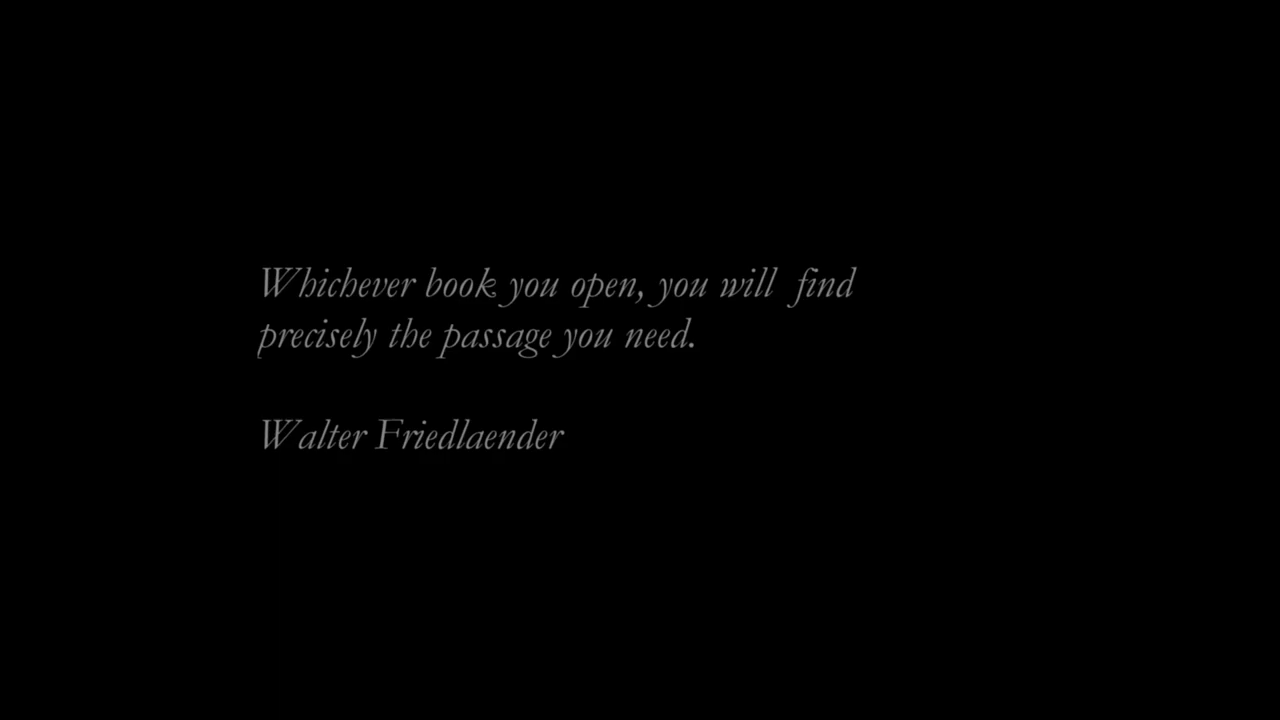 Whichever book you open, you will find
precisely the passage you need.
Walter Friedlaender